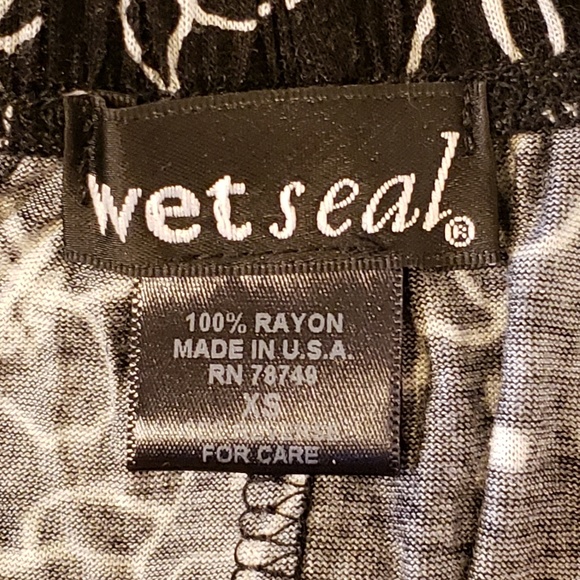 wet seal®
100% RAYON
MADE IN U.S.A.
RN 78749
XS
FOR CARE